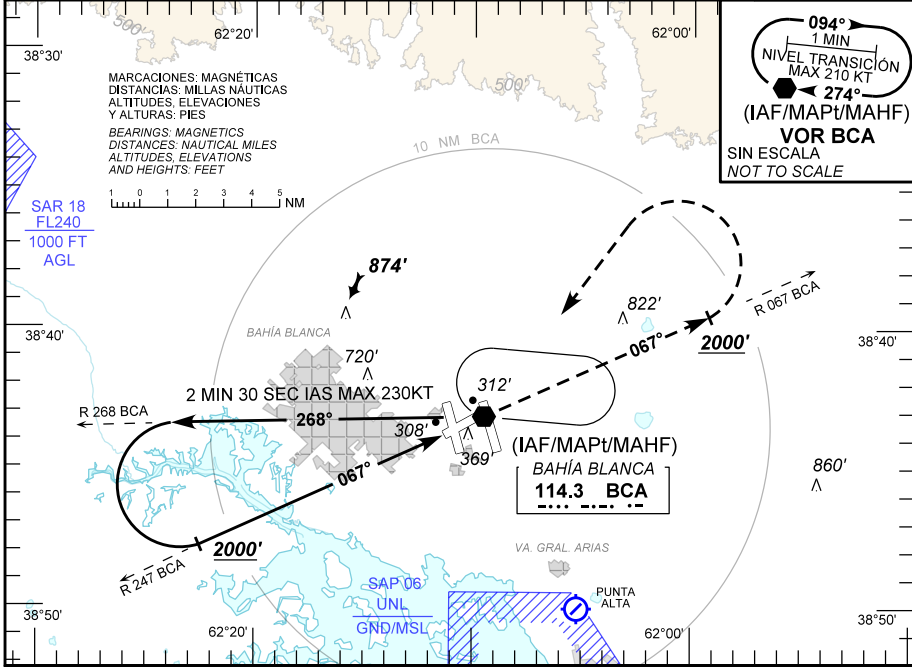 500'
62°20'
62°00'
38°30'
094°
1 MIN
NIVEL TRANSICIÓN
MAX 210 KT
274°
(IAF/MAPt/MAHF)
VOR BCA
SIN ESCALA
NOT TO SCALE
MARCACIONES: MAGNÉTICAS
DISTANCIAS: MILLAS NÁUTICAS
ALTITUDES, ELEVACIONES
Y ALTURAS: PIES
BEARINGS: MAGNETICS
DISTANCES: NAUTICAL MILES
ALTITUDES, ELEVATIONS
AND HEIGHTS: FEET
500'
10 NM BCA
1 0 1 2 3 4 5 NM
SAR 18
FL240
1000 FT
AGL
874'
R 067 BCA
822'
38°40'
BAHÍA BLANCA
38°40'
067°
2000'
720'
2 MIN 30 SEC IAS MAX 230KT
312'
R 268 BCA
268°
308'
369'
(IAF/MAPt/MAHF)
BAHÍA BLANCA
114.3 BCA
067°
860'
2000'
R 247 BCA
VA. GRAL. ARIAS
SAP 06
UNL
GND/MSL
PUNTA
ALTA
38°50'
62°20'
62°00'
38°50'